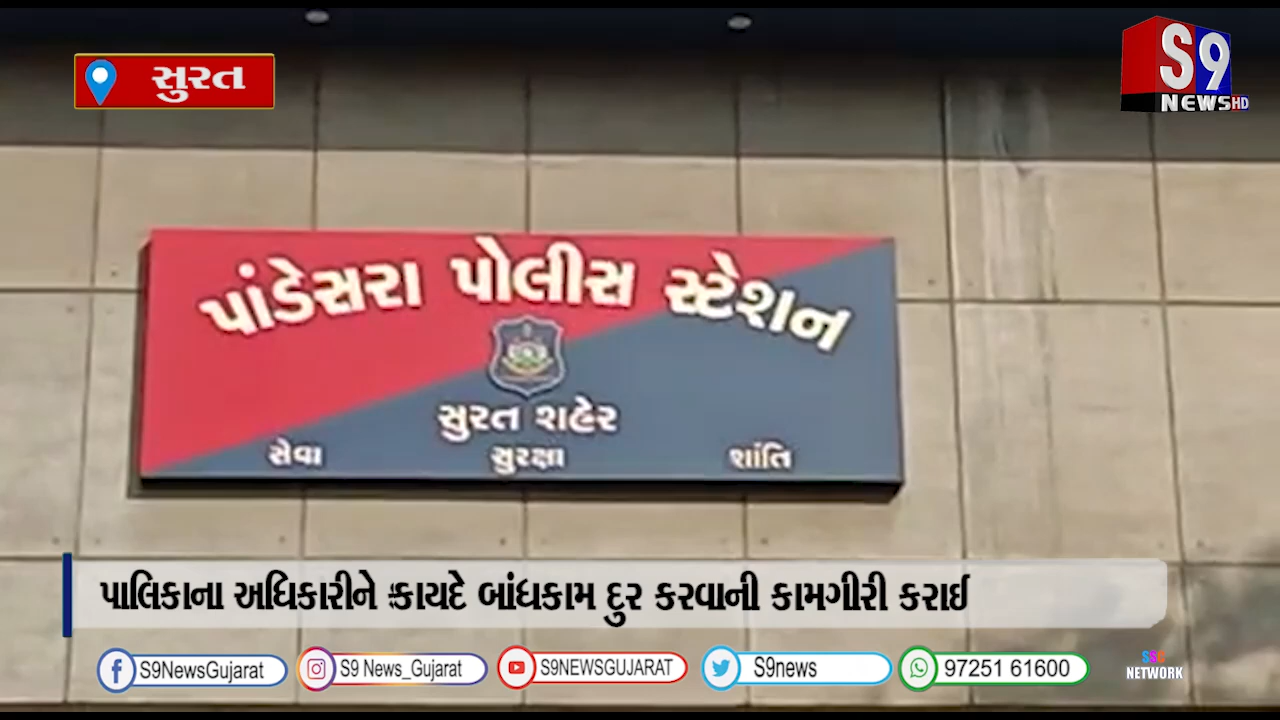 સુરત
S9
NEWS HD
પાંડેસરા પોલીસ સ્ટેશન
સુરત શહેર
સેવા સુરક્ષા શાંતિ
પાલિકાના અધિકારીને કાયદે બાંધકામ દુર કરવાની કામગીરી કરાઈ
S9NewsGujarat S9 News_Gujarat S9NEWSGUJARAT S9news 97251 61600
NETWORK